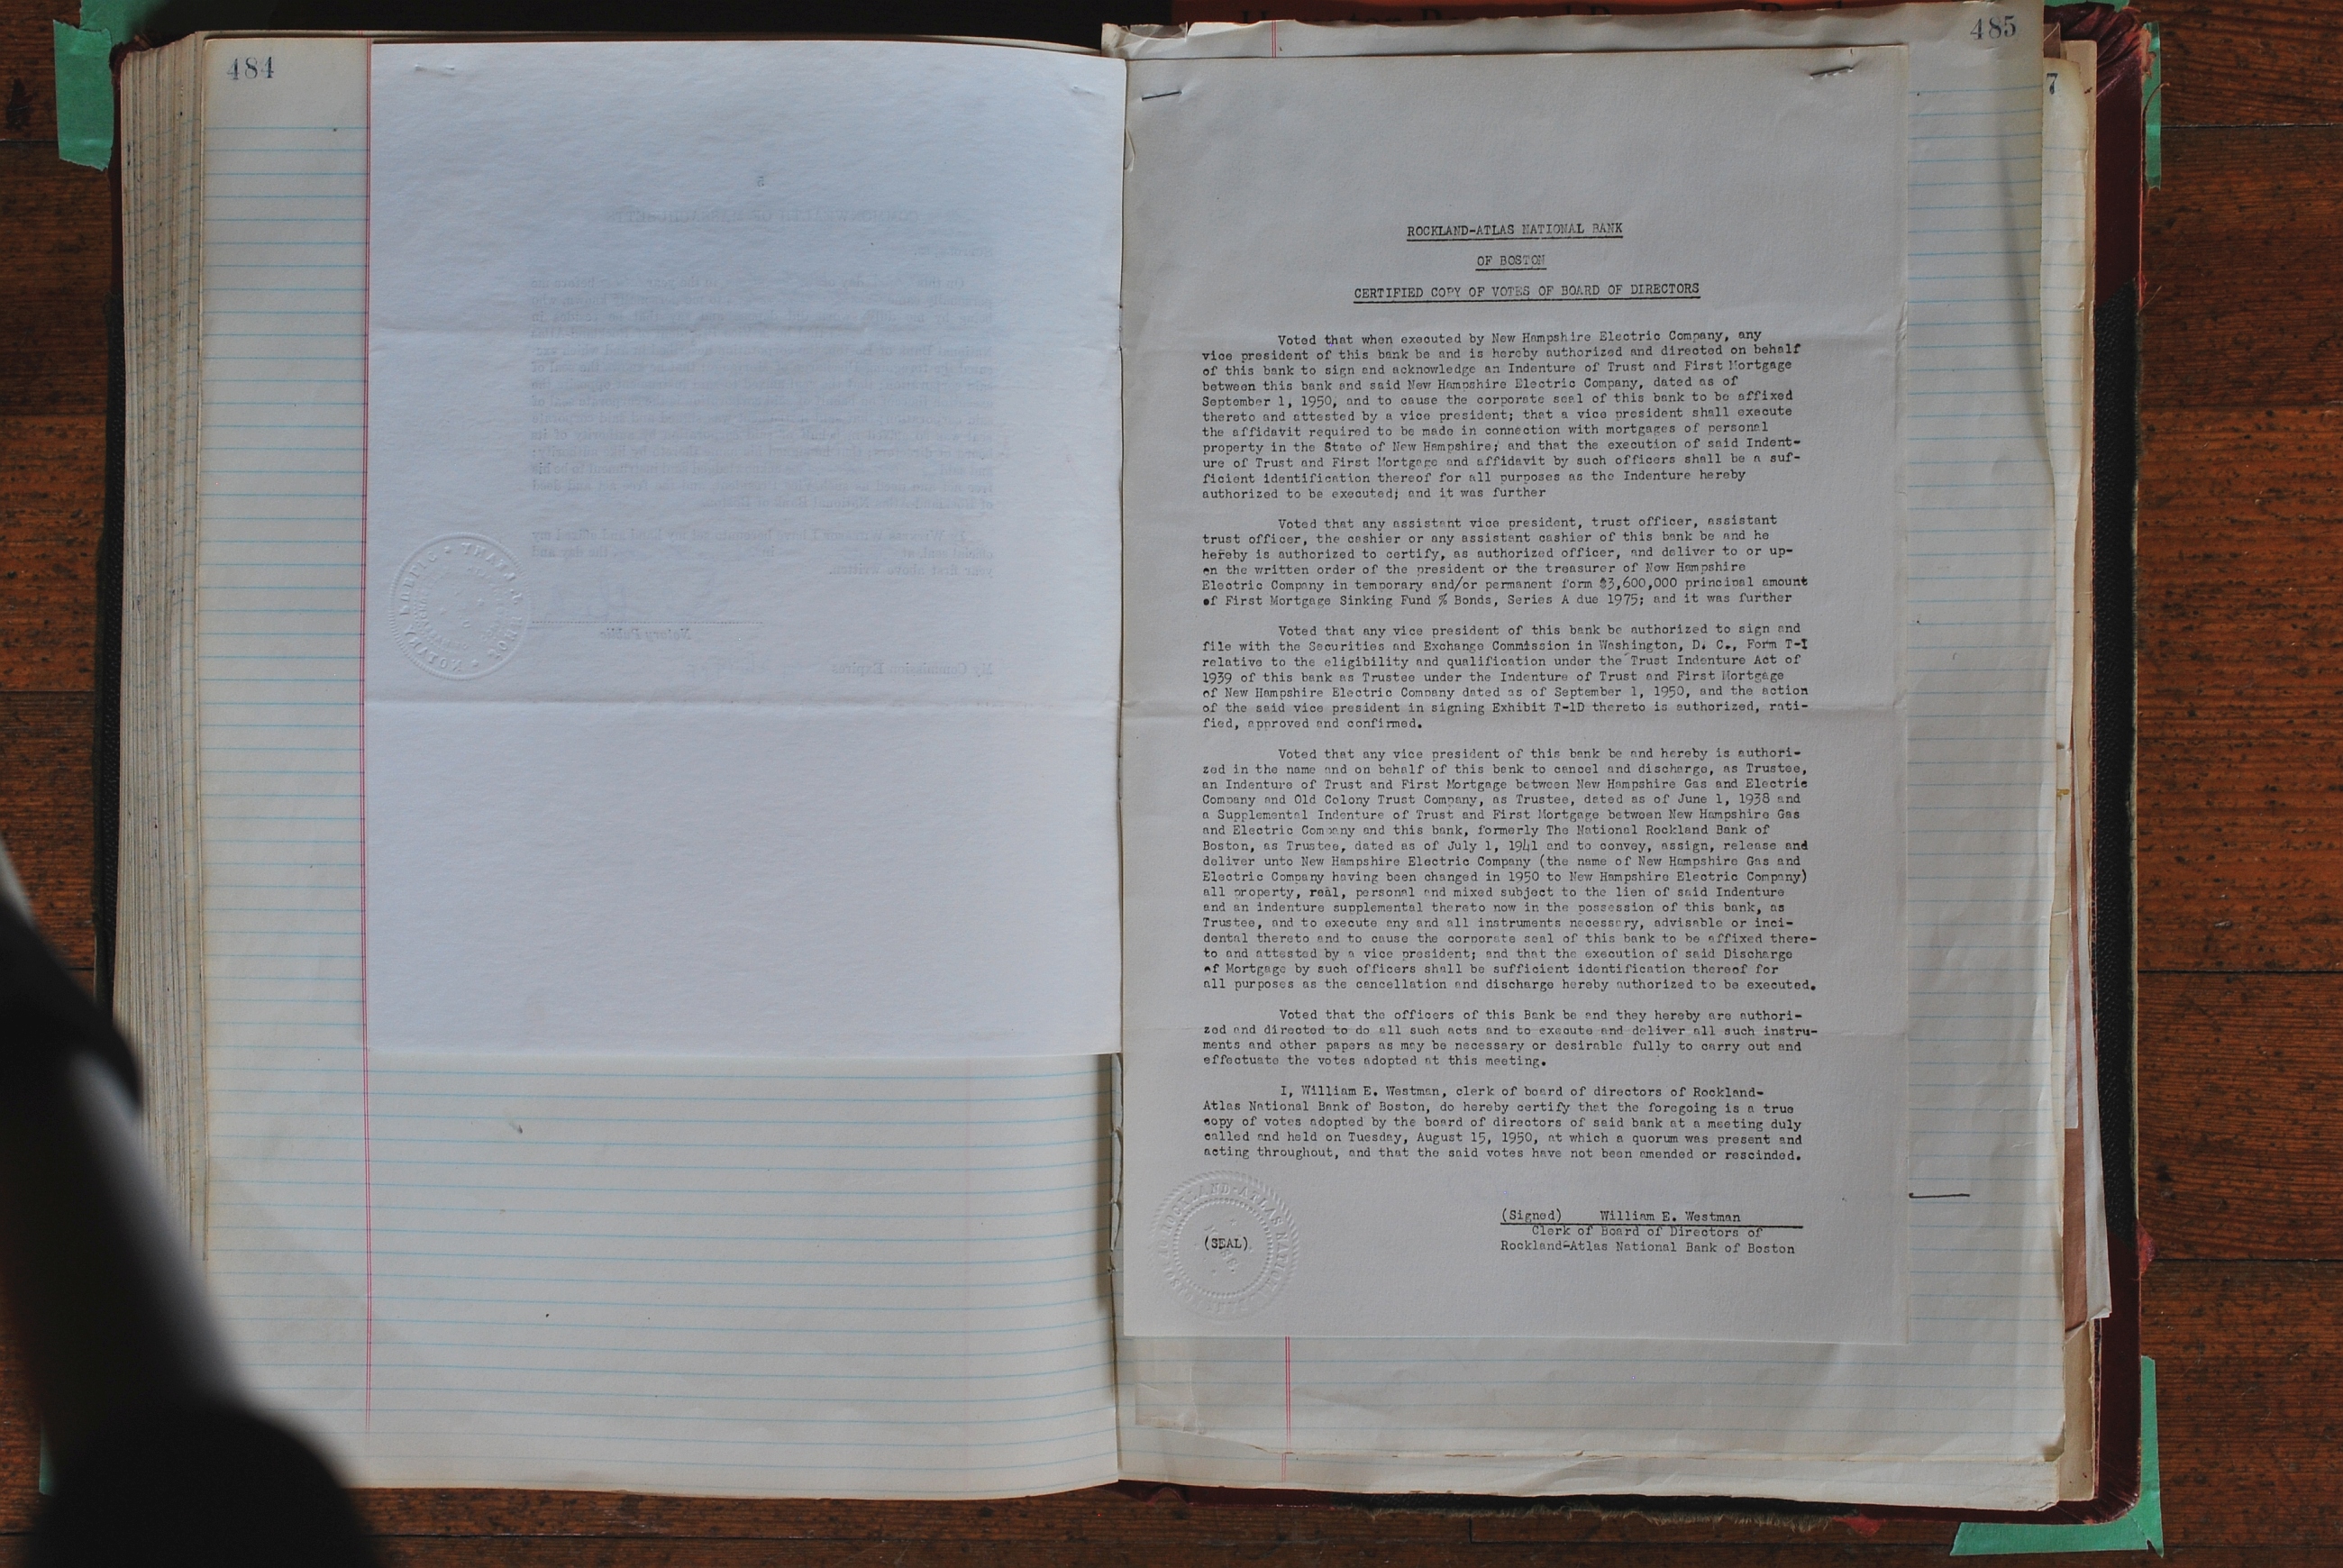 484
485
7
ROCKLAND-ATLAS NATIONAL BANK
OF BOSTON
CERTIFIED COPY OF VOTES OF BOARD OF DIRECTORS
Voted that when executed by New Hampshire Electric Company, any
vice president of this bank be and is hereby authorized and directed on behalf
of this bank to sign and acknowledge an Indenture of Trust and First Mortgage
between this bank and said New Hampshire Electric Company, dated as of
September 1, 1950, and to cause the corporate seal of this bank to be affixed
thereto and attested by a vice president; that a vice president shall execute
the affidavit required to be made in connection with mortgages of personal
property in the State of New Hampshire; and that the execution of said Indent-
ure of Trust and First Mortgage and affidavit by such officers shall be a suf-
ficient identification thereof for all purposes as the Indenture hereby
authorized to be executed; and it was further
Voted that any assistant vice president, trust officer, assistant
trust officer, the cashier or any assistant cashier of this bank be and he
hereby is authorized to certify, as authorized officer, and deliver to or up-
on the written order of the president or the treasurer of New Hampshire
Electric Company in temporary and/or permanent form $3,600,000 principal amount
of First Mortgage Sinking Fund % Bonds, Series A due 1975; and it was further
Voted that any vice president of this bank be authorized to sign and
file with the Securities and Exchange Commission in Washington, D. C., Form T-1
relative to the eligibility and qualification under the Trust Indenture Act of
1939 of this bank as Trustee under the Indenture of Trust and First Mortgage
of New Hampshire Electric Company dated as of September 1, 1950, and the action
of the said vice president in signing Exhibit T-1D thereto is authorized, rati-
fied, approved and confirmed.
Voted that any vice president of this bank be and hereby is authori-
zed in the name and on behalf of this bank to cancel and discharge, as Trustee,
an Indenture of Trust and First Mortgage between New Hampshire Gas and Electric
Company and Old Colony Trust Company, as Trustee, dated as of June 1, 1938 and
a Supplemental Indenture of Trust and First Mortgage between New Hampshire Gas
and Electric Company and this bank, formerly The National Rockland Bank of
Boston, as Trustee, dated as of July 1, 1941 and to convey, assign, release and
deliver unto New Hampshire Electric Company (the name of New Hampshire Gas and
Electric Company having been changed in 1950 to New Hampshire Electric Company)
all property, real, personal and mixed subject to the lien of said Indenture
and an indenture supplemental thereto now in the possession of this bank, as
Trustee, and to execute any and all instruments necessary, advisable or inci-
dental thereto and to cause the corporate seal of this bank to be affixed there-
to and attested by a vice president; and that the execution of said Discharge
of Mortgage by such officers shall be sufficient identification thereof for
all purposes as the cancellation and discharge hereby authorized to be executed.
Voted that the officers of this Bank be and they hereby are authori-
zed and directed to do all such acts and to execute and deliver all such instru-
ments and other papers as may be necessary or desirable fully to carry out and
effectuate the votes adopted at this meeting.
I, William E. Westman, clerk of board of directors of Rockland-
Atlas National Bank of Boston, do hereby certify that the foregoing is a true
copy of votes adopted by the board of directors of said bank at a meeting duly
called and held on Tuesday, August 15, 1950, at which a quorum was present and
acting throughout, and that the said votes have not been amended or rescinded.
(Signed) William E. Westman
Clerk of Board of Directors of
(SEAL)
Rockland-Atlas National Bank of Boston